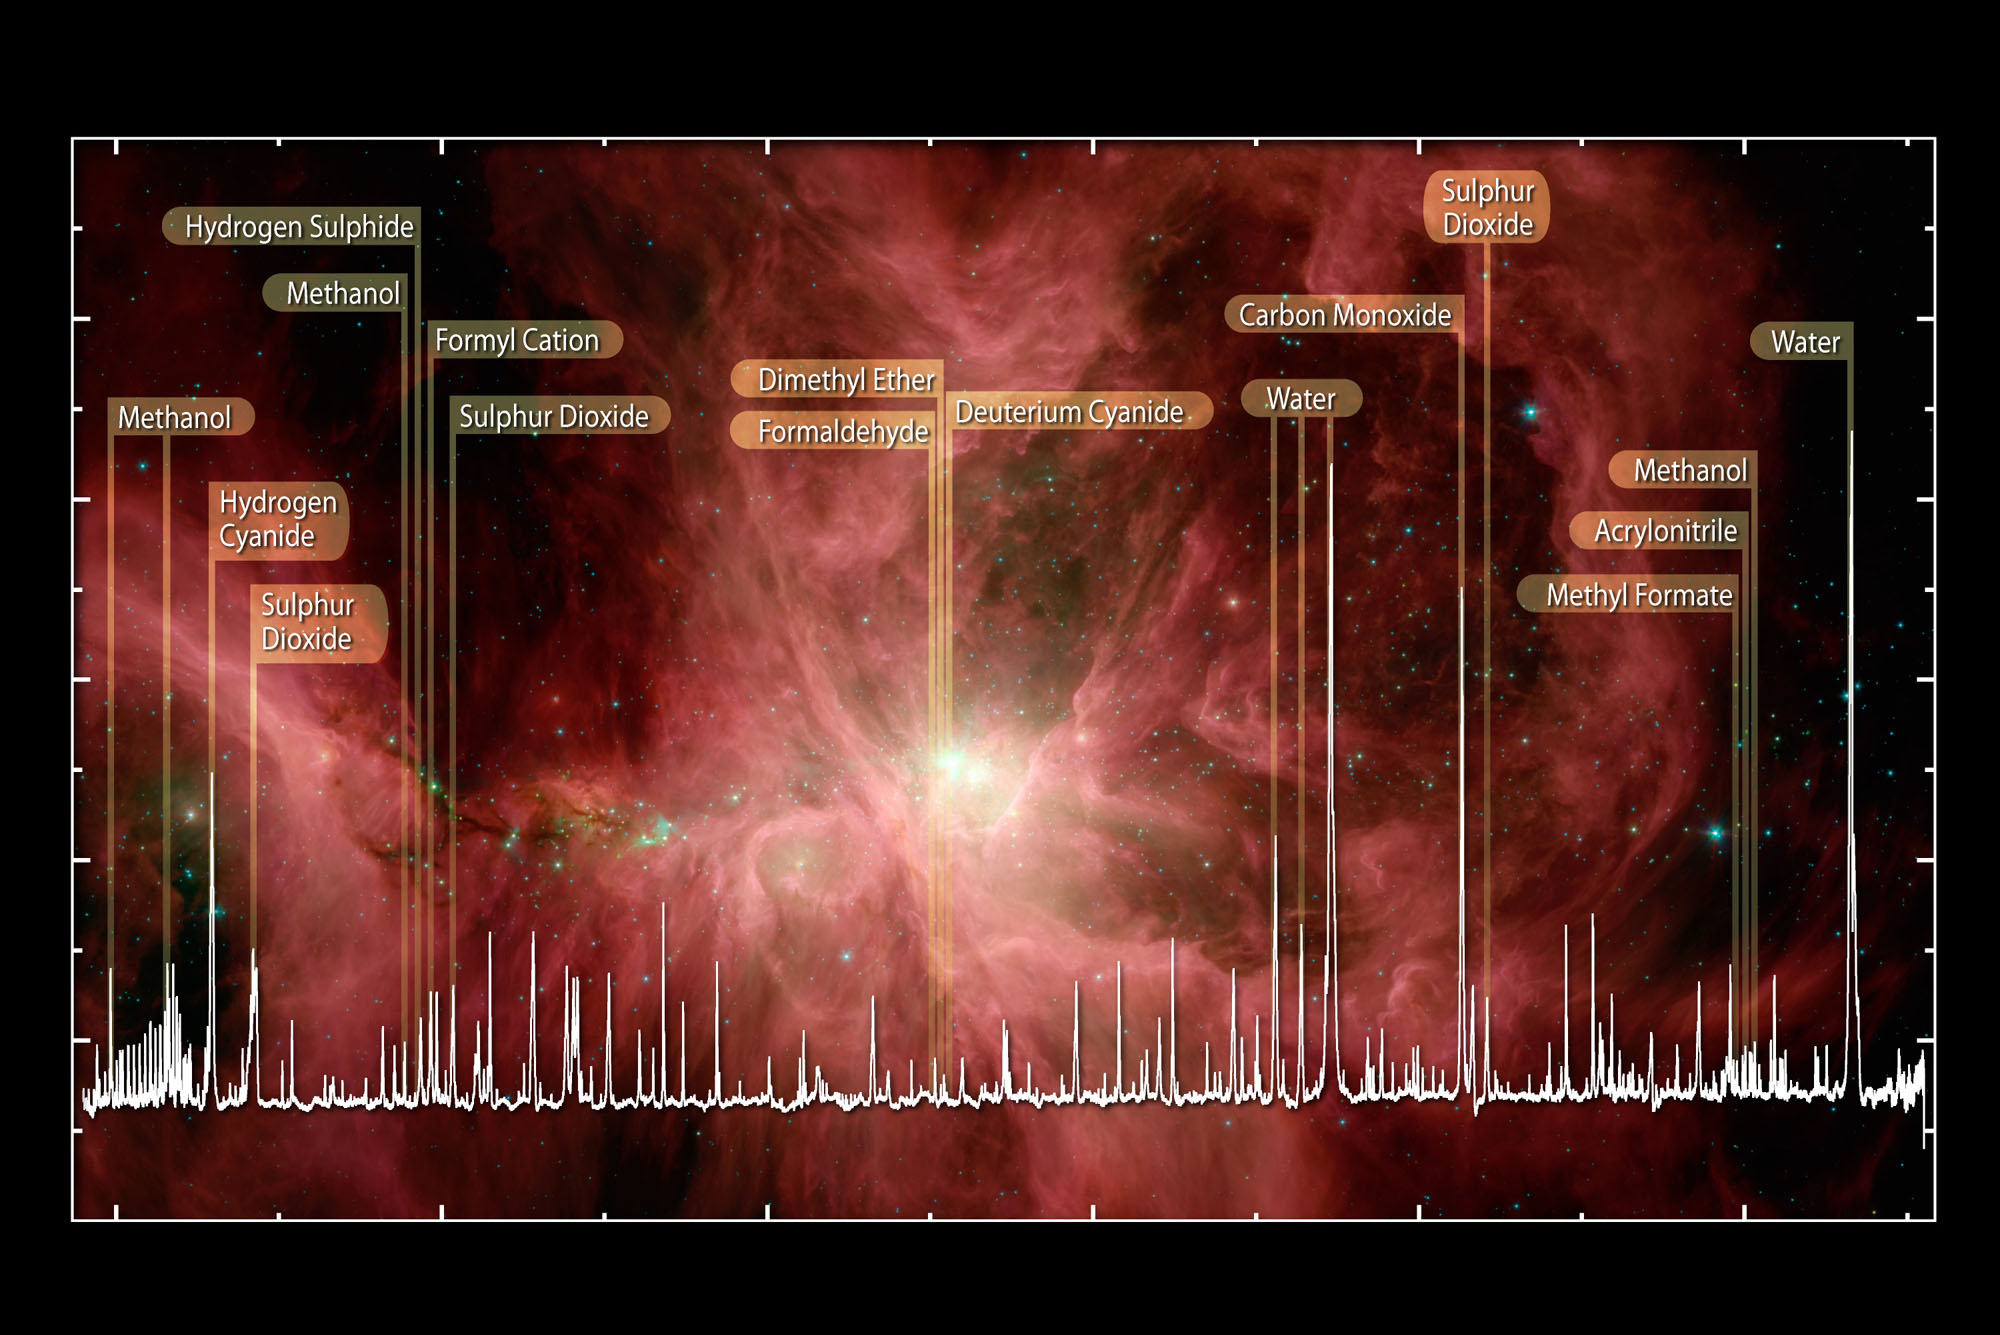 Sulphur
Dioxide
Hydrogen Sulphide
Methanol
Carbon Monoxide
Formyl Cation
Water
Dimethyl Ether
Water
Deuterium Cyanide
Methanol
Sulphur Dioxide
Formaldehyde
Methanol
Hydrogen
Cyanide
Acrylonitrile
Methyl Formate
Sulphur
Dioxide